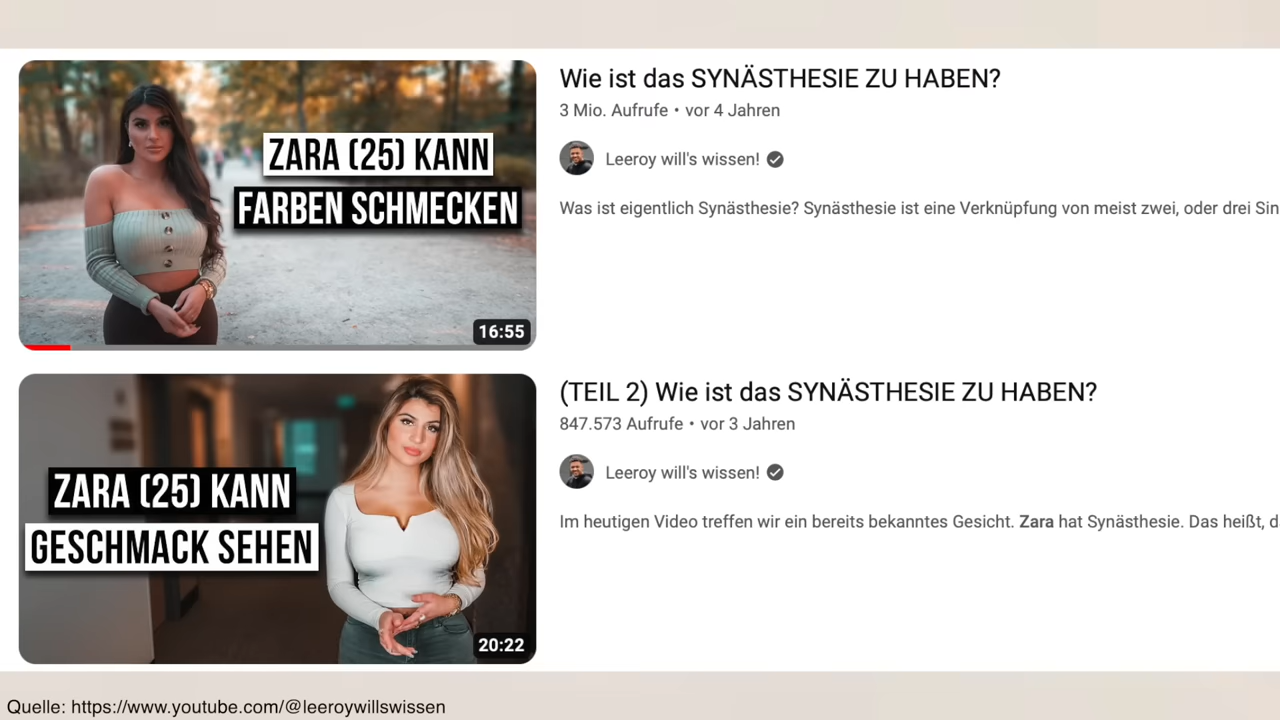 ZARA (25) KANN
FARBEN SCHMECKEN
16:55
Wie ist das SYNÄSTHESIE ZU HABEN?
3 Mio. Aufrufe • vor 4 Jahren
Leeroy will's wissen!
Was ist eigentlich Synästhesie? Synästhesie ist eine Verknüpfung von meist zwei, oder drei Sin
ZARA (25) KANN
GESCHMACK SEHEN
20:22
(TEIL 2) Wie ist das SYNÄSTHESIE ZU HABEN?
847.573 Aufrufe • vor 3 Jahren
Leeroy will's wissen!
Im heutigen Video treffen wir ein bereits bekanntes Gesicht. Zara hat Synästhesie. Das heißt, d
Quelle: https://www.youtube.com/@leeroywillswissen